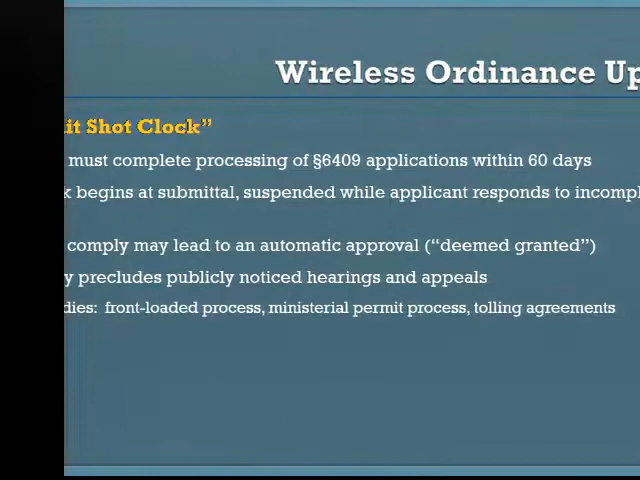 Wireless Ordinance Up
it Shot Clock”
must complete processing of §6409 applications within 60 days
k begins at submittal, suspended while applicant responds to incompl
comply may lead to an automatic approval (“deemed granted”)
y precludes publicly noticed hearings and appeals
dies: front-loaded process, ministerial permit process, tolling agreements